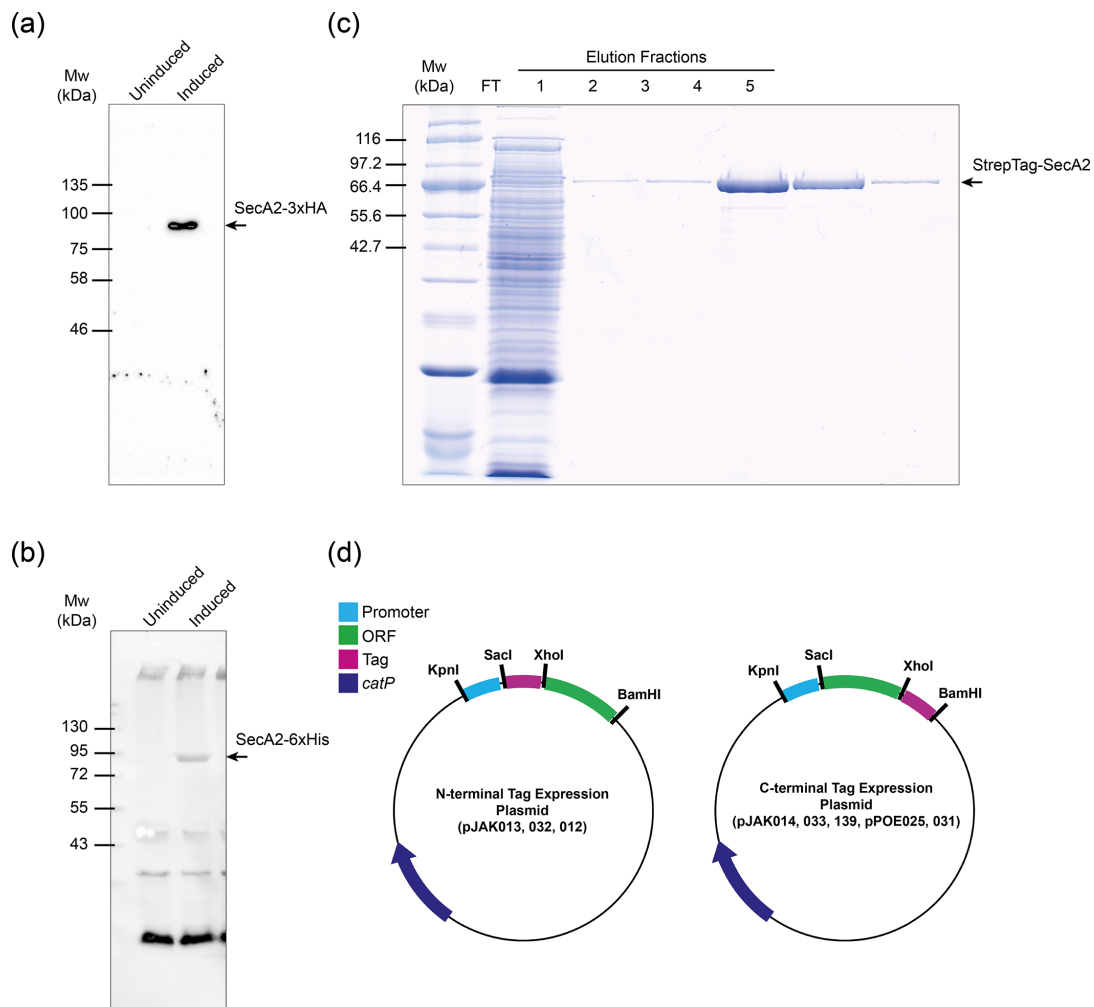 (a)
Mw
(kDa)
Uninduced
Induced
135
100
75
58
46
SecA2-3xHA
(c)
Elution Fractions
Mw
(kDa)
FT
1
2
3
4
5
116
97.2
66.4
55.6
42.7
StrepTag-SecA2
(b)
Mw
(kDa)
Uninduced
Induced
130
95
72
55
43
SecA2-6xHis
(d)
Promoter
ORF
Tag
catP
KpnI
SacI
XhoI
BamHI
N-terminal Tag Expression
Plasmid
(pJAK013, 032, 012)
KpnI
SacI
XhoI
BamHI
C-terminal Tag Expression
Plasmid
(pJAK014, 033, 139, pPOE025, 031)